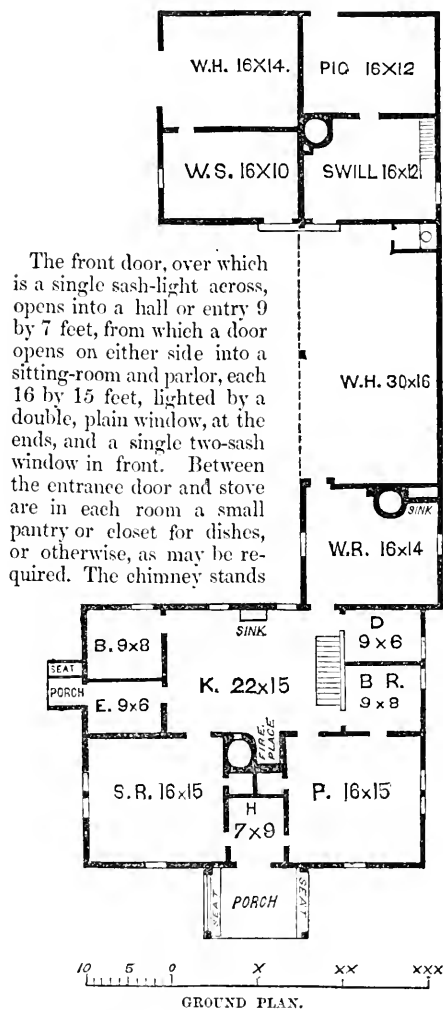 W.H. 16X14.
PIG 16X12
W.S. 16X10
SWILL 16x12
The front door, over which
is a single sash-light across,
opens into a hall or entry 9
by 7 feet, from which a door
opens on either side into a
sitting-room and parlor, each
16 by 15 feet, lighted by a
double, plain window, at the
ends, and a single two-sash
window in front. Between
the entrance door and stove
are in each room a small
pantry or closet for dishes,
or otherwise, as may be re-
quired. The chimney stands
W.H. 30x16
SINK
W.R. 16x14
B. 9x8
SINK
D
9x6
SEAT
PORCH
E. 9x6
K. 22x15
B R.
9x8
FIRE.
PLACE
S.R. 16x15
H
7x9
P. 16x15
SEAT
PORCH
SEAT
10 5 0 X XX XXX
GROUND PLAN.